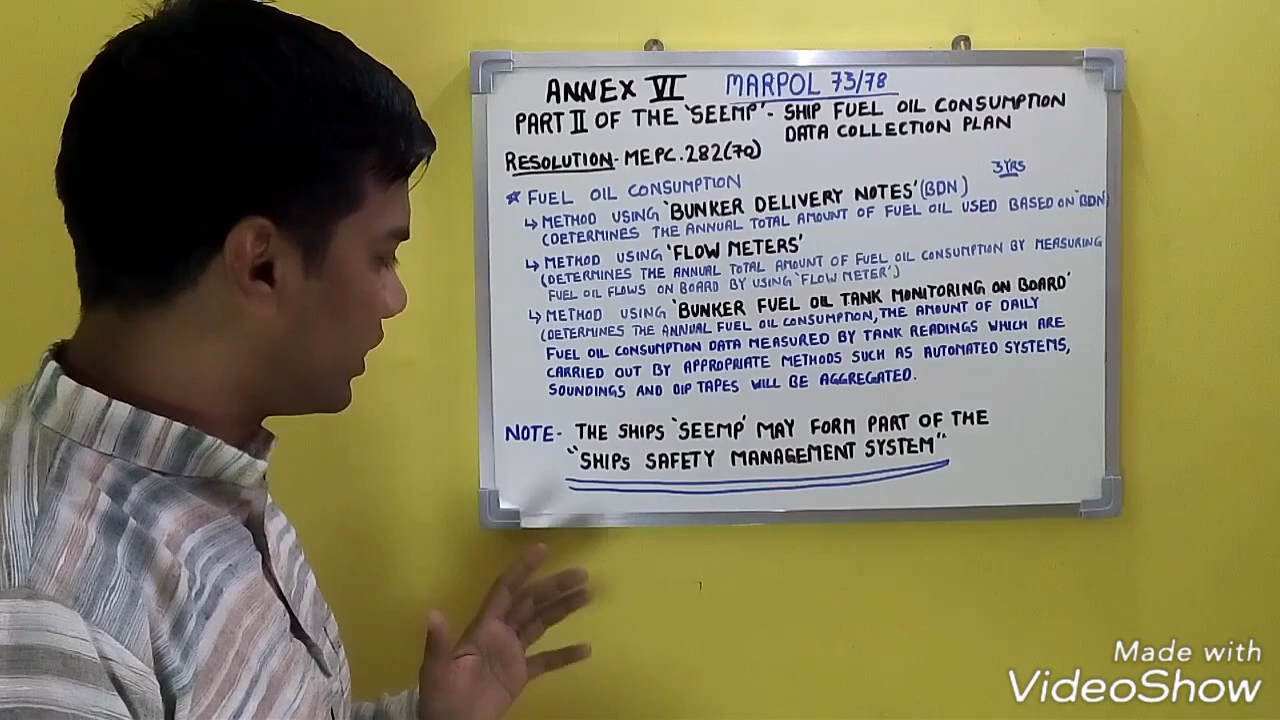 ANNEX VI MARPOL 73/78
PART II OF THE 'SEEMP' - SHIP FUEL OIL CONSUMPTION
DATA COLLECTION PLAN
RESOLUTION - MEPC.282(70)
3YRS
☆ FUEL OIL CONSUMPTION
↳ METHOD USING 'BUNKER DELIVERY NOTES' (BDN)
(DETERMINES THE ANNUAL TOTAL AMOUNT OF FUEL OIL USED BASED ON 'BDN')
↳ METHOD USING 'FLOW METERS'
(DETERMINES THE ANNUAL TOTAL AMOUNT OF FUEL OIL CONSUMPTION BY MEASURING
FUEL OIL FLOWS ON BOARD BY USING 'FLOW METER')
↳ METHOD USING 'BUNKER FUEL OIL TANK MONITORING ON BOARD'
(DETERMINES THE ANNUAL FUEL OIL CONSUMPTION, THE AMOUNT OF DAILY
FUEL OIL CONSUMPTION DATA MEASURED BY TANK READINGS WHICH ARE
CARRIED OUT BY APPROPRIATE METHODS SUCH AS AUTOMATED SYSTEMS,
SOUNDINGS AND DIP TAPES WILL BE AGGREGATED.
NOTE- THE SHIPS 'SEEMP' MAY FORM PART OF THE
"SHIPS SAFETY MANAGEMENT SYSTEM"
Made with
VideoShow